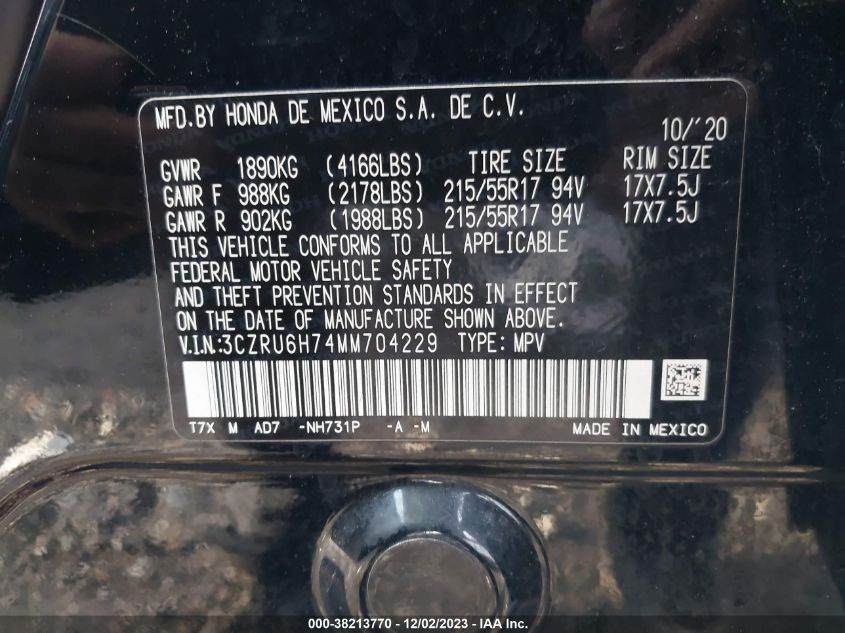 MFD.BY HONDA DE MEXICO S.A. DE C.V.
10/'20
GVWR 1890KG (4166LBS) TIRE SIZE RIM SIZE
GAWR F 988KG (2178LBS) 215/55R17 94V 17X7.5J
GAWR R 902KG (1988LBS) 215/55R17 94V 17X7.5J
THIS VEHICLE CONFORMS TO ALL APPLICABLE
FEDERAL MOTOR VEHICLE SAFETY
AND THEFT PREVENTION STANDARDS IN EFFECT
ON THE DATE OF MANUFACTURE SHOWN ABOVE.
V.I.N.:3CZRU6H74MM704229 TYPE: MPV
T7X M AD7 -NH731P -A -M MADE IN MEXICO
000-38213770 - 12/02/2023 - IAA Inc.